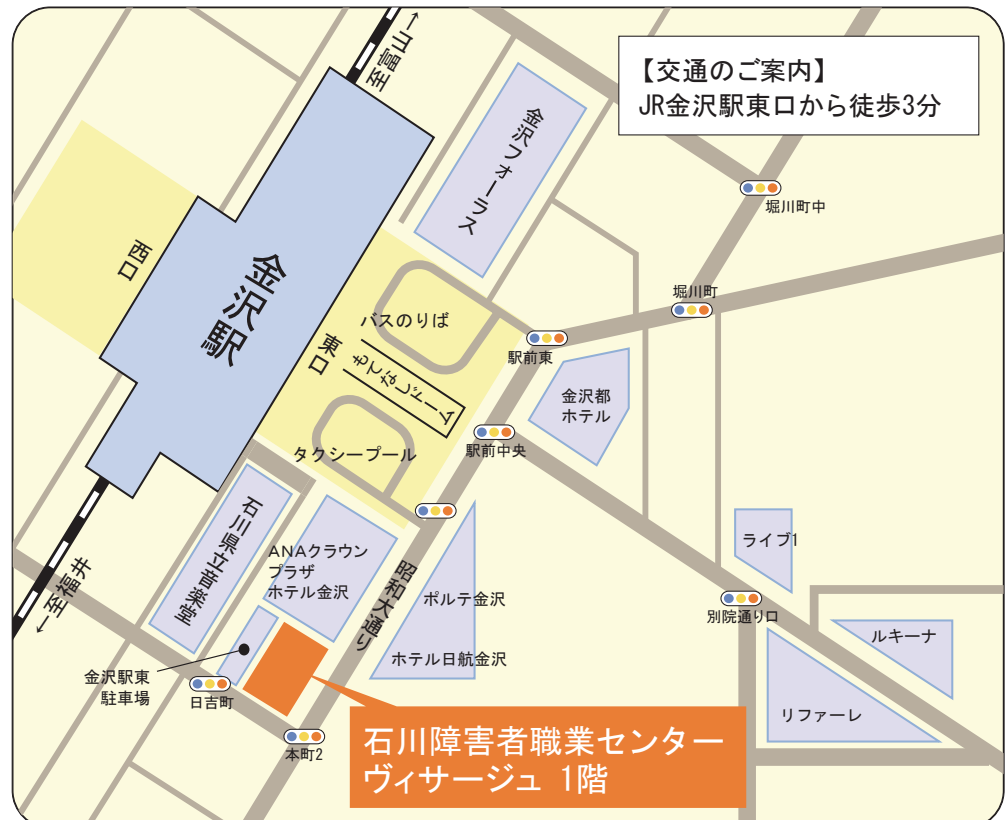 至富山→
【交通のご案内】
JR金沢駅東口から徒歩3分
金沢フォーラス
堀川町中
西口
金沢駅
東口
バスのりば
もてなしドーム
タクシープール
堀川町
駅前東
金沢都
ホテル
駅前中央
石川県立音楽堂
ANAクラウン
プラザ
ホテル金沢
昭和大通り
ポルテ金沢
ホテル日航金沢
ライブ1
別院通り口
ルキーナ
リファーレ
←至福井
金沢駅東
駐車場
日吉町
本町2
石川障害者職業センター
ヴィサージュ 1階